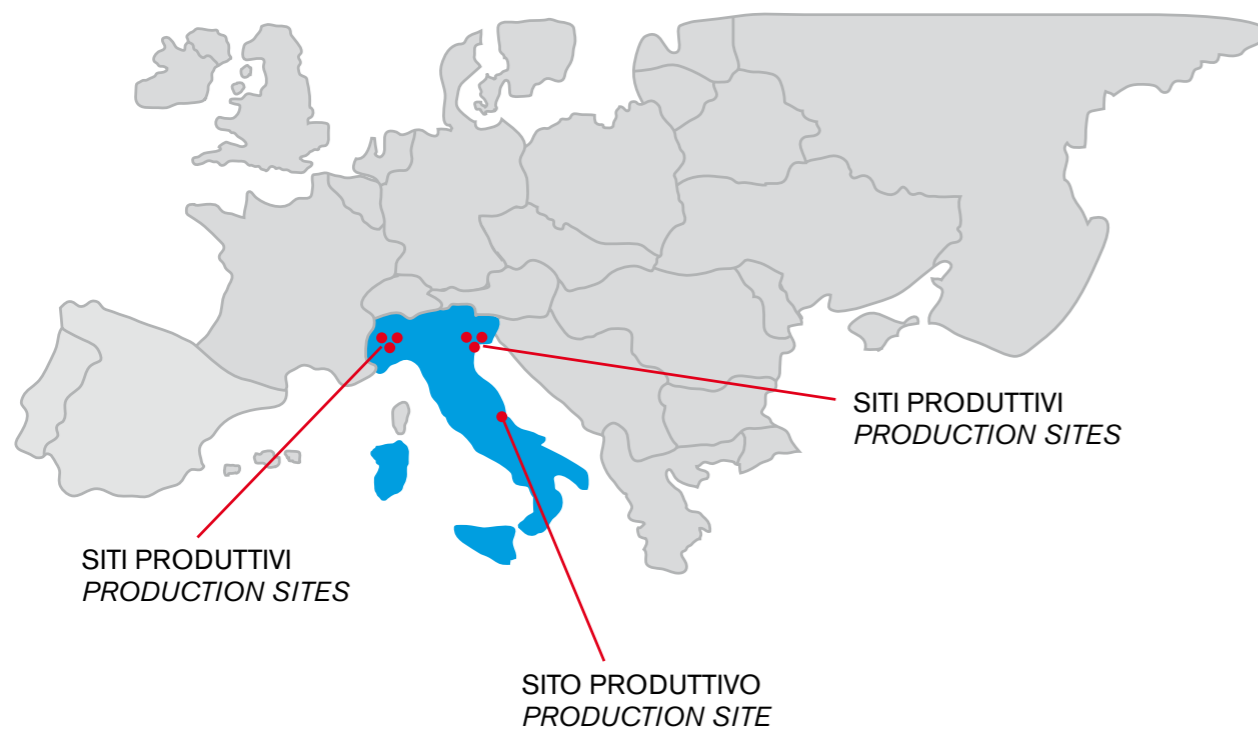 SITI PRODUTTIVI
PRODUCTION SITES
SITI PRODUTTIVI
PRODUCTION SITES
SITO PRODUTTIVO
PRODUCTION SITE